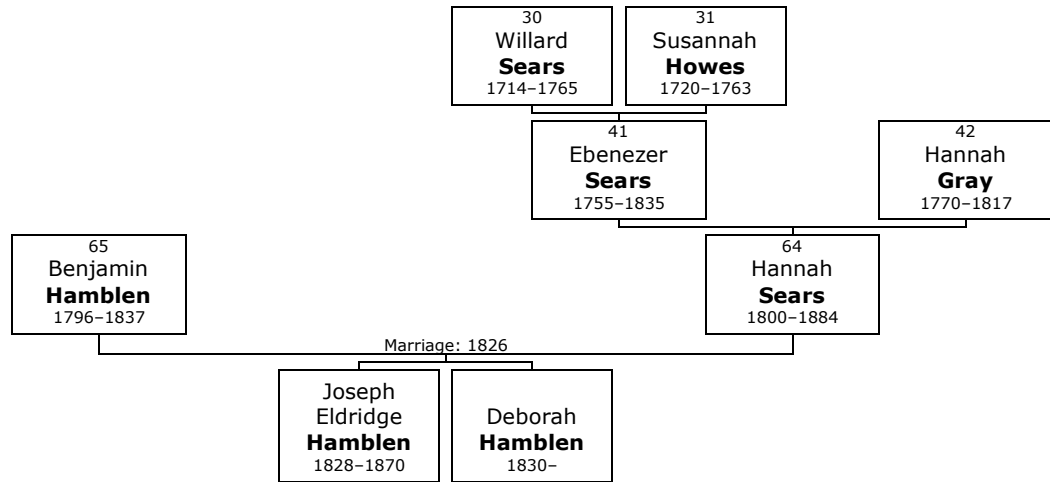 30
Willard
Sears
1714–1765
31
Susannah
Howes
1720–1763
41
Ebenezer
Sears
1755–1835
42
Hannah
Gray
1770–1817
65
Benjamin
Hamblen
1796–1837
64
Hannah
Sears
1800–1884
Marriage: 1826
Joseph
Eldridge
Hamblen
1828–1870
Deborah
Hamblen
1830–